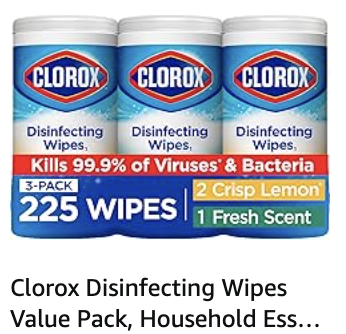 CLOROX CLOROX CLOROX
Disinfecting Disinfecting Disinfecting
Wipes, Wipes, Wipes,
Kills 99.9% of Viruses* & Bacteria
3-PACK
225 WIPES
2 Crisp Lemon*
1 Fresh Scent
Clorox Disinfecting Wipes
Value Pack, Household Ess…